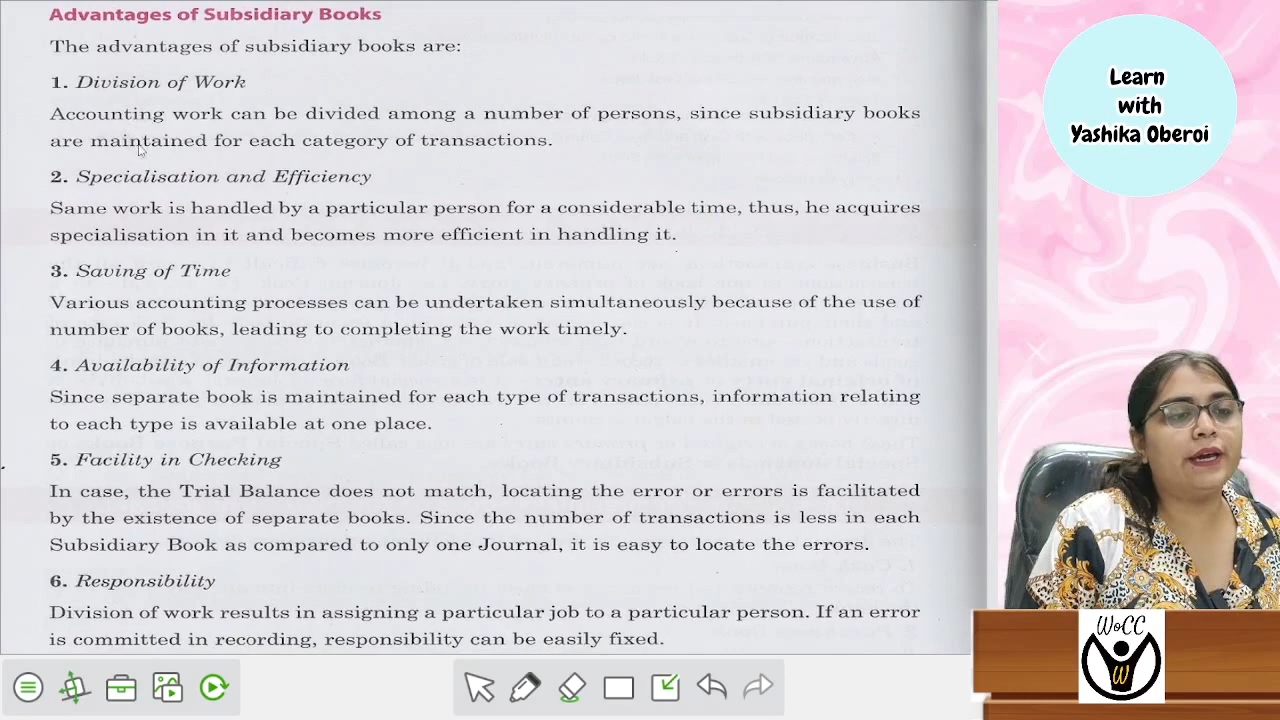 Advantages of Subsidiary Books
The advantages of subsidiary books are:
1. Division of Work
Accounting work can be divided among a number of persons, since subsidiary books
are maintained for each category of transactions.
2. Specialisation and Efficiency
Same work is handled by a particular person for a considerable time, thus, he acquires
specialisation in it and becomes more efficient in handling it.
3. Saving of Time
Various accounting processes can be undertaken simultaneously because of the use of
number of books, leading to completing the work timely.
4. Availability of Information
Since separate book is maintained for each type of transactions, information relating
to each type is available at one place.
5. Facility in Checking
In case, the Trial Balance does not match, locating the error or errors is facilitated
by the existence of separate books. Since the number of transactions is less in each
Subsidiary Book as compared to only one Journal, it is easy to locate the errors.
6. Responsibility
Division of work results in assigning a particular job to a particular person. If an error
is committed in recording, responsibility can be easily fixed.
Learn
with
Yashika Oberoi
WoCC
W